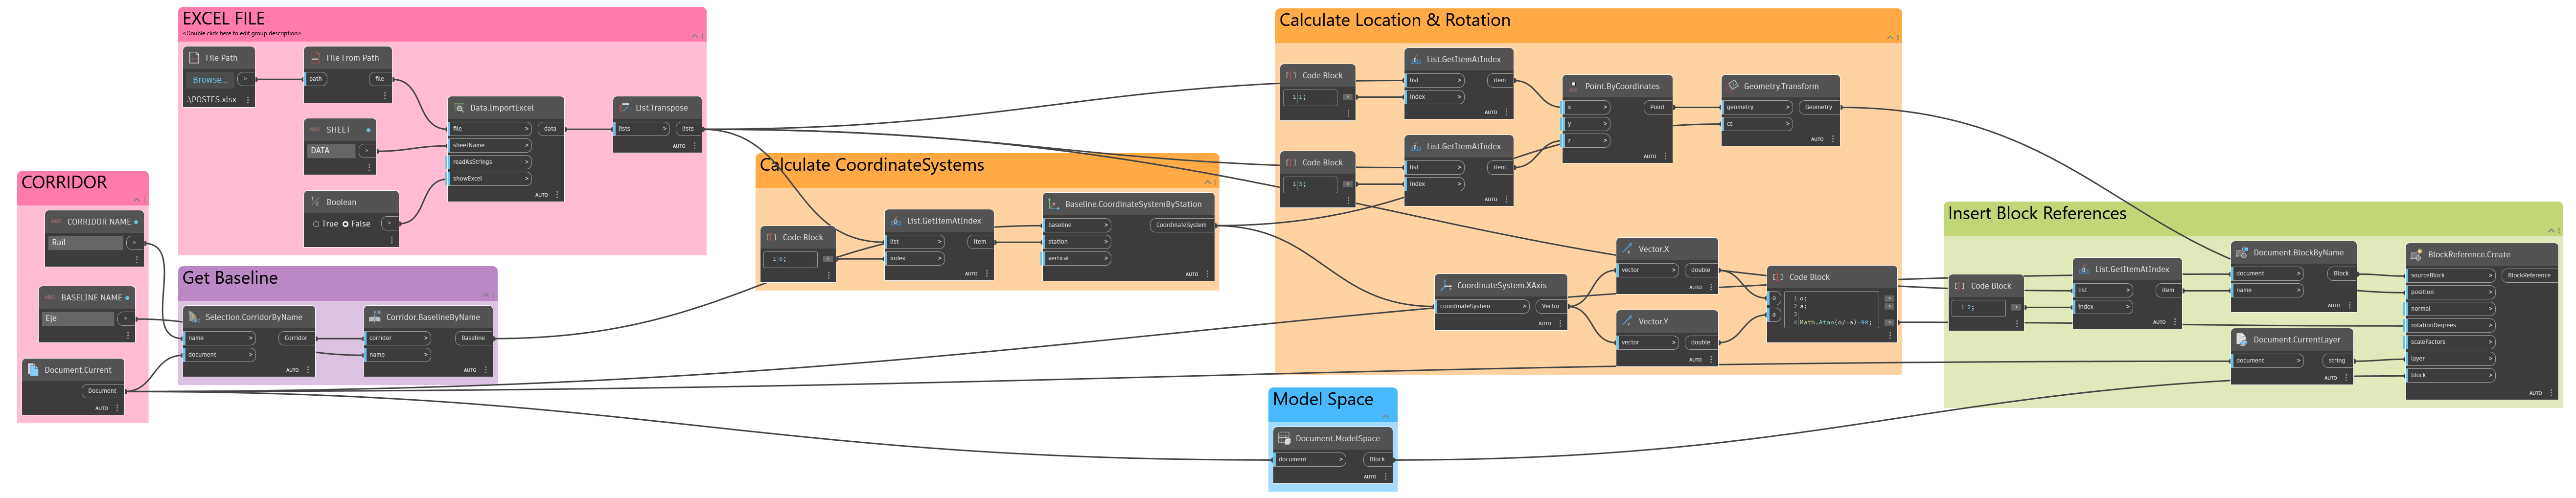 EXCEL FILE
<Double click here to edit group description>
File Path
Browse...
>
.\POSTES.xlsx
File From Path
path
file
SHEET
DATA
>
Boolean
True False
>
Data.ImportExcel
file >
data
sheetName >
readAsStrings >
showExcel >
AUTO
List.Transpose
lists >
lists
AUTO
CORRIDOR
CORRIDOR NAME
Rail
>
BASELINE NAME
Eje
>
Document.Current
Document
AUTO
Get Baseline
Selection.CorridorByName
name >
Corridor
document >
AUTO
Corridor.BaselineByName
corridor >
Baseline
name >
AUTO
Calculate CoordinateSystems
Code Block
1 0;
>
List.GetItemAtIndex
list >
item
index >
AUTO
Baseline.CoordinateSystemByStation
baseline >
CoordinateSystem
station >
vertical >
AUTO
Calculate Location & Rotation
Code Block
1 1;
>
List.GetItemAtIndex
list >
item
index >
AUTO
Code Block
1 3;
>
List.GetItemAtIndex
list >
item
index >
AUTO
Point.ByCoordinates
x >
Point
y >
z >
AUTO
Geometry.Transform
geometry >
Geometry
cs >
AUTO
CoordinateSystem.XAxis
coordinateSystem >
Vector
AUTO
Vector.X
vector >
double
AUTO
Vector.Y
vector >
double
AUTO
Code Block
o
a
1 o;
2 a;
3
4 Math.Atan(o/-a)-90;
>
>
>
Model Space
Document.ModelSpace
document >
Block
AUTO
Insert Block References
Code Block
1 2;
>
List.GetItemAtIndex
list >
item
index >
AUTO
Document.BlockByName
document >
Block
name >
AUTO
Document.CurrentLayer
document >
string
AUTO
BlockReference.Create
sourceBlock >
BlockReference
position >
normal >
rotationDegrees >
scaleFactors >
layer >
block >
AUTO